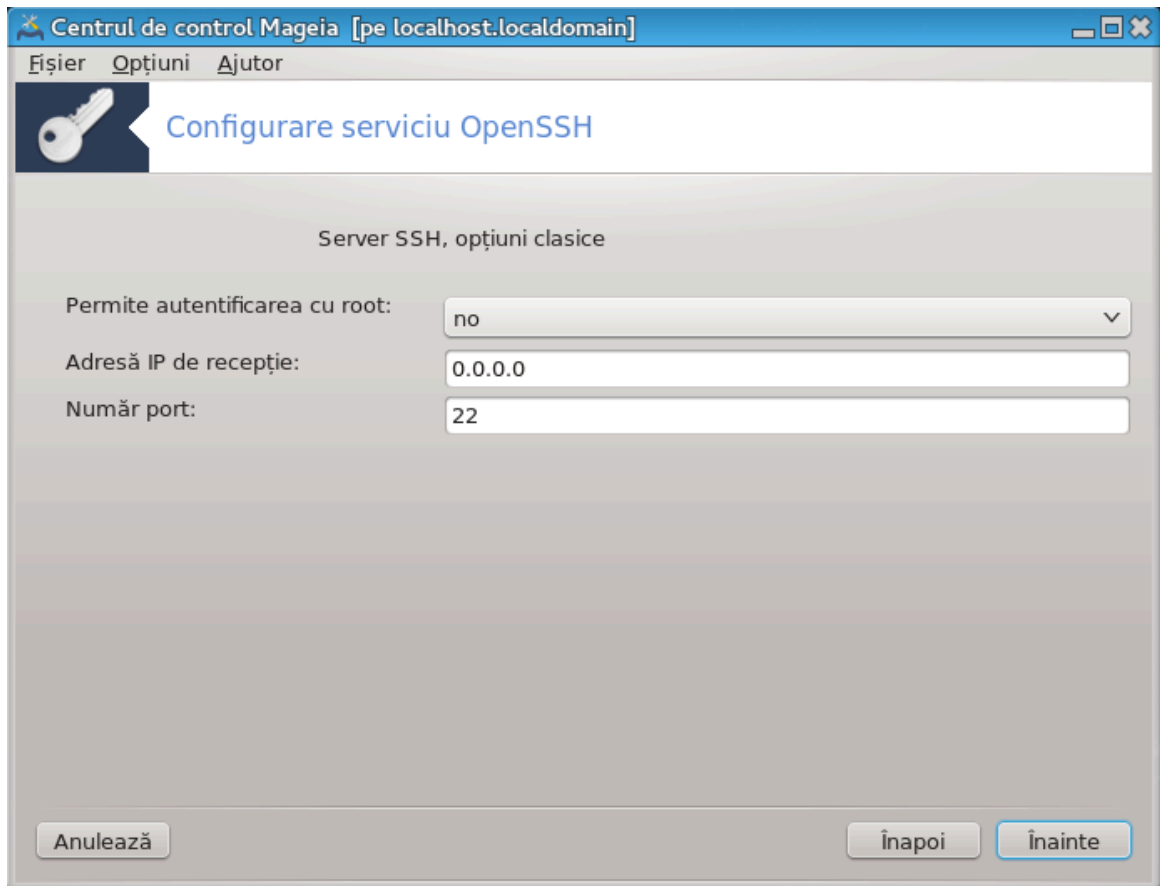 Centrul de control Mageia [pe localhost.localdomain]
Fișier Opțiuni Ajutor
Configurare serviciu OpenSSH
Server SSH, opțiuni clasice
Permite autentificarea cu root: no
Adresă IP de recepție: 0.0.0.0
Număr port: 22
Anulează Înapoi Înainte